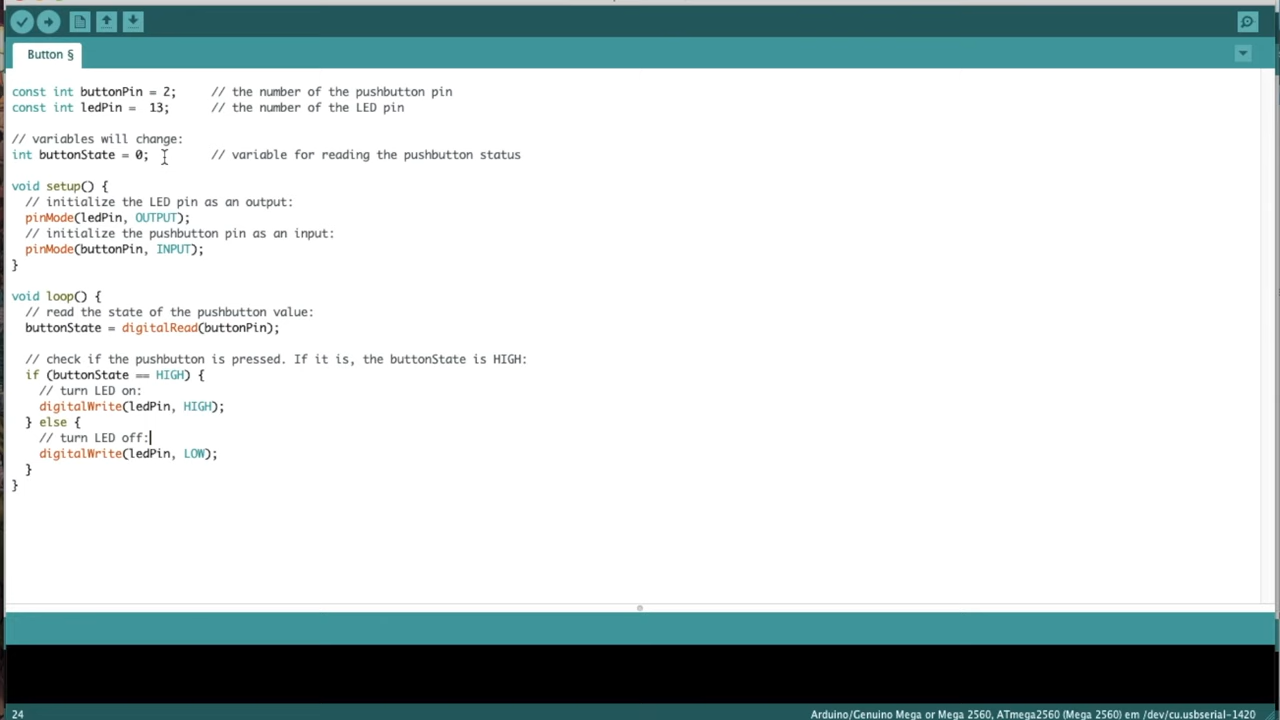 Button §
const int buttonPin = 2;     // the number of the pushbutton pin
const int ledPin =  13;      // the number of the LED pin
// variables will change:
int buttonState = 0;         // variable for reading the pushbutton status
void setup() {
  // initialize the LED pin as an output:
  pinMode(ledPin, OUTPUT);
  // initialize the pushbutton pin as an input:
  pinMode(buttonPin, INPUT);
}
void loop() {
  // read the state of the pushbutton value:
  buttonState = digitalRead(buttonPin);
  // check if the pushbutton is pressed. If it is, the buttonState is HIGH:
  if (buttonState == HIGH) {
    // turn LED on:
    digitalWrite(ledPin, HIGH);
  } else {
    // turn LED off:
    digitalWrite(ledPin, LOW);
  }
}
24
Arduino/Genuino Mega or Mega 2560, ATmega2560 (Mega 2560) em /dev/cu.usbserial-1420